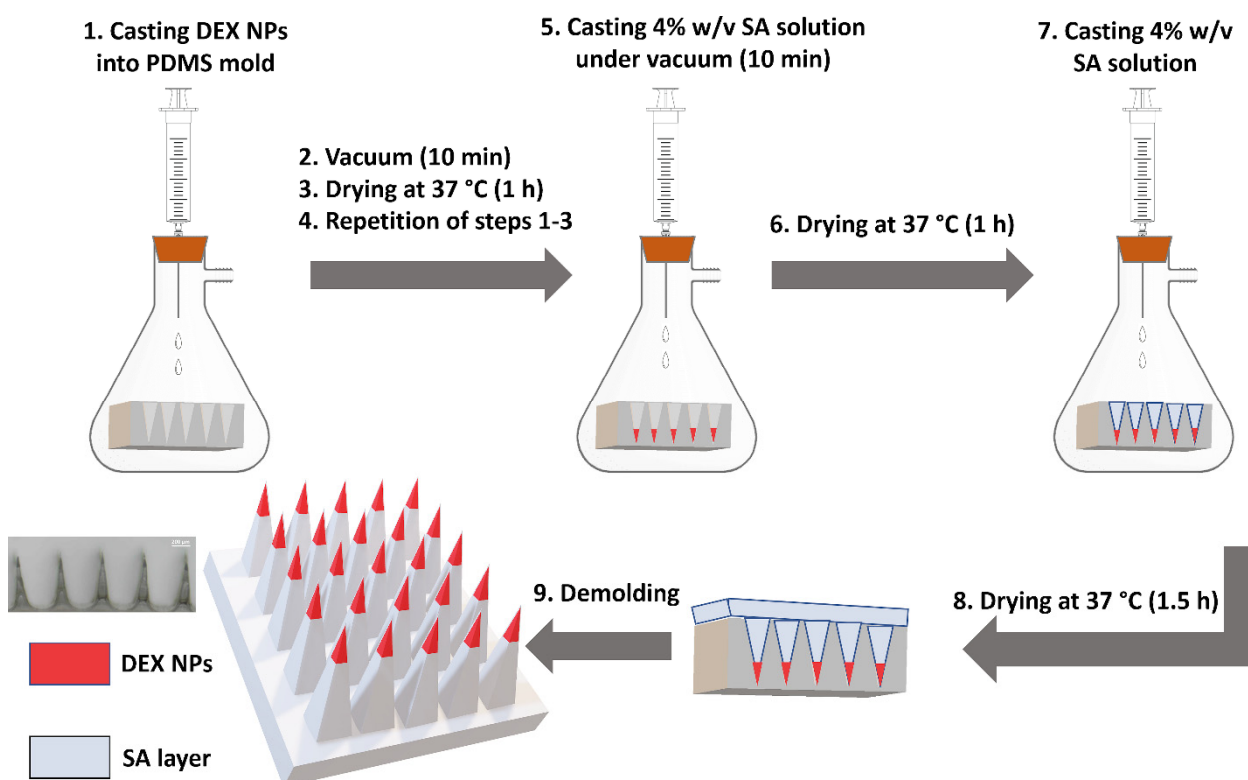 1. Casting DEX NPs
into PDMS mold
5. Casting 4% w/v SA solution
under vacuum (10 min)
7. Casting 4% w/v
SA solution
2. Vacuum (10 min)
3. Drying at 37 °C (1 h)
4. Repetition of steps 1-3
6. Drying at 37 °C (1 h)
8. Drying at 37 °C (1.5 h)
9. Demolding
DEX NPs
SA layer